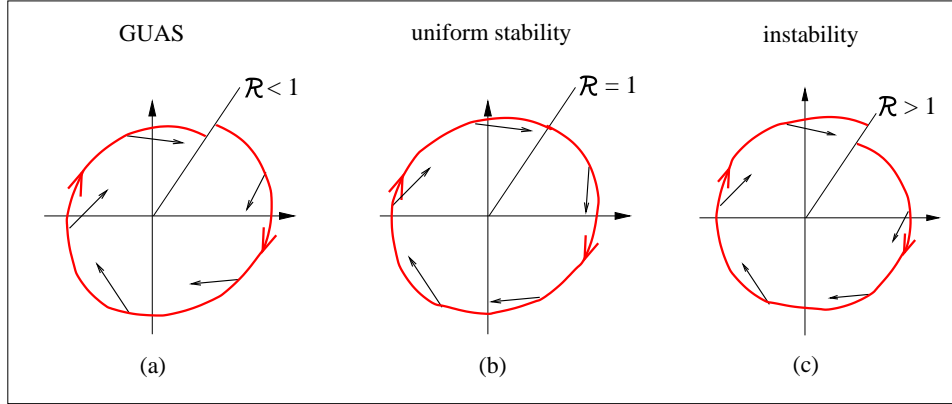 GUAS uniform stability instability
ℛ < 1 ℛ = 1 ℛ > 1
(a) (b) (c)